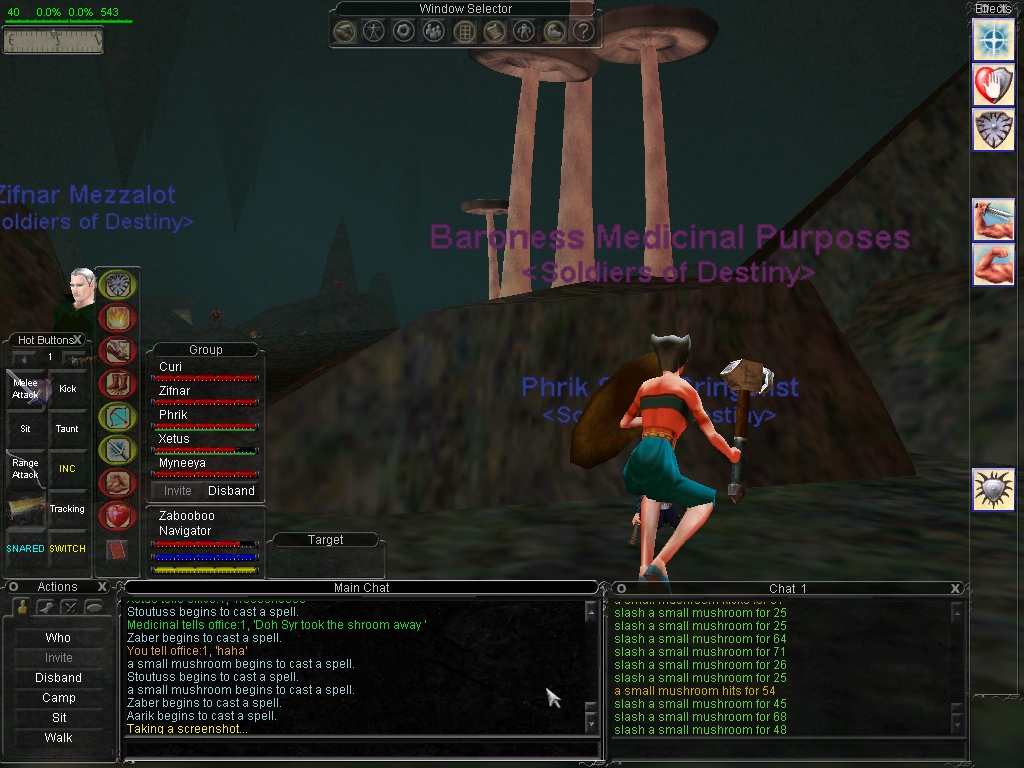 40 0.0% 0.0% 543
Window Selector
Effects
Zifnar Mezzalot
Soldiers of Destiny>
Baroness Medicinal Purposes
<Soldiers of Destiny>
Phrik
Hot Buttons X
1
Melee Attack
Kick
Sit
Taunt
Range Attack
INC
Tracking
SNARED
SWITCH
Group
Curi
Zifnar
Phrik
Xetus
Myneeya
Invite
Disband
Zabooboo
Navigator
Target
Actions X
Who
Invite
Disband
Camp
Sit
Walk
Main Chat
Stoutuss begins to cast a spell.
Medicinal tells office:1, 'Doh Syr took the shroom away '
Zaber begins to cast a spell.
You tell office:1, 'haha'
a small mushroom begins to cast a spell.
Stoutuss begins to cast a spell.
a small mushroom begins to cast a spell.
Zaber begins to cast a spell.
Aarik begins to cast a spell.
Taking a screenshot...
Chat 1 X
slash a small mushroom for 25
slash a small mushroom for 25
slash a small mushroom for 64
slash a small mushroom for 71
slash a small mushroom for 26
slash a small mushroom for 25
a small mushroom hits for 54
slash a small mushroom for 45
slash a small mushroom for 68
slash a small mushroom for 48